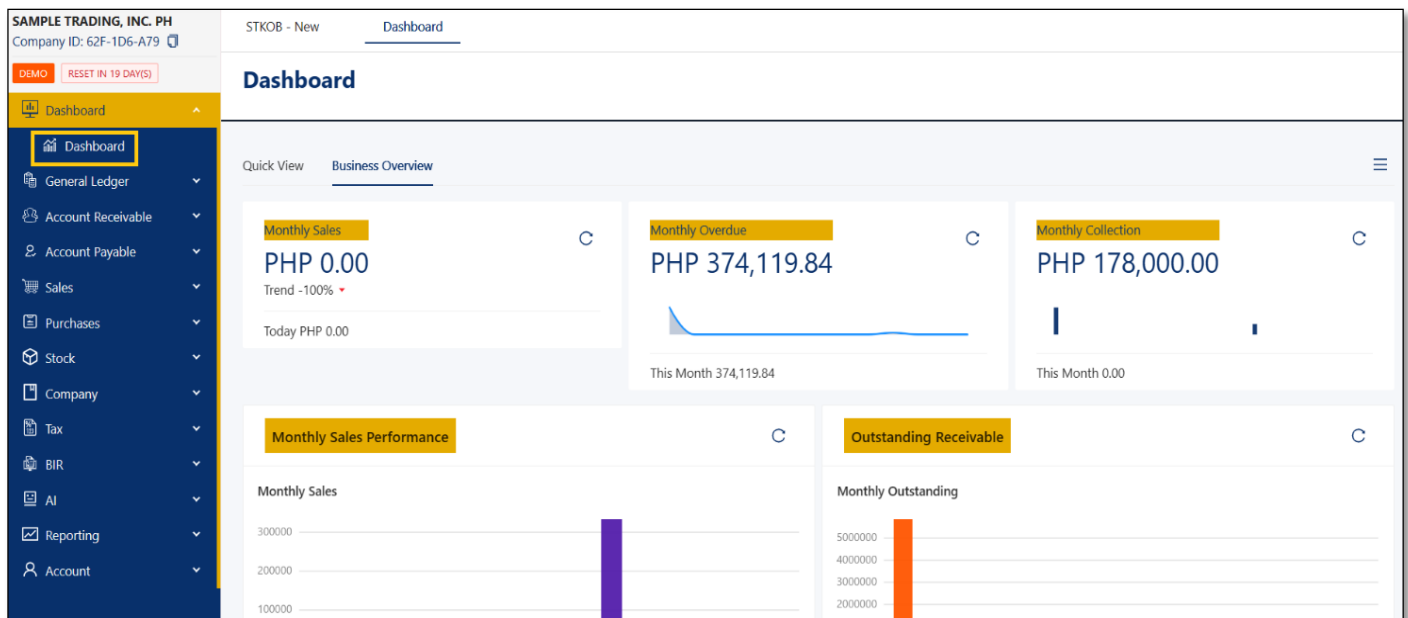 SAMPLE TRADING, INC. PH
Company ID: 62F-1D6-A79
DEMO RESET IN 19 DAY(S)
Dashboard
Dashboard
General Ledger
Account Receivable
Account Payable
Sales
Purchases
Stock
Company
Tax
BIR
AI
Reporting
Account
STKOB - New Dashboard
Dashboard
Quick View Business Overview
Monthly Sales
PHP 0.00
Trend -100%
Today PHP 0.00
Monthly Overdue
PHP 374,119.84
This Month 374,119.84
Monthly Collection
PHP 178,000.00
This Month 0.00
Monthly Sales Performance
Monthly Sales
300000
200000
100000
Outstanding Receivable
Monthly Outstanding
5000000
4000000
3000000
2000000